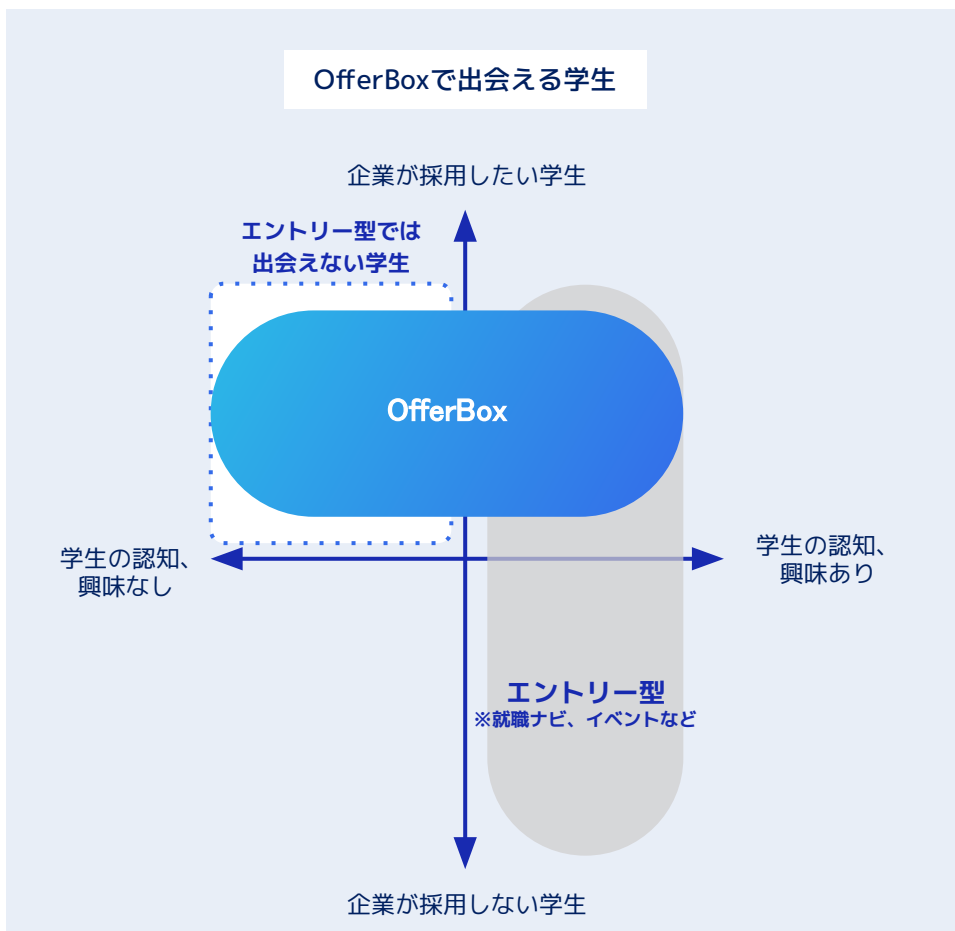 OfferBoxで出会える学生
企業が採用したい学生
エントリー型では
出会えない学生
OfferBox
学生の認知、
興味なし
学生の認知、
興味あり
エントリー型
※就職ナビ、イベントなど
企業が採用しない学生